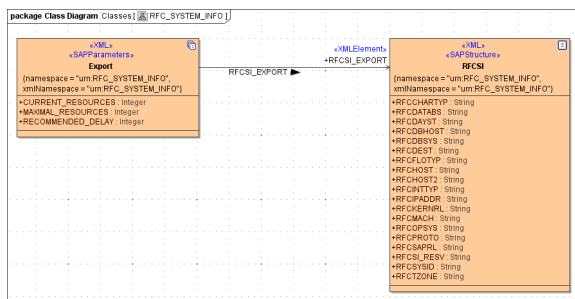 package Class Diagram Classes [ RFC_SYSTEM_INFO ]
«XML»
«SAPParameters»
Export
{namespace = "urn:RFC_SYSTEM_INFO",
xmlNamespace = "urn:RFC_SYSTEM_INFO"}
+CURRENT_RESOURCES : Integer
+MAXIMAL_RESOURCES : Integer
+RECOMMENDED_DELAY : Integer
RFCSI_EXPORT
«XMLElement»
+RFCSI_EXPORT
«XML»
«SAPStructure»
RFCSI
{namespace = "urn:RFC_SYSTEM_INFO",
xmlNamespace = "urn:RFC_SYSTEM_INFO"}
+RFCCHARTYP : String
+RFCDATABS : String
+RFCDAYST : String
+RFCDBHOST : String
+RFCDBSYS : String
+RFCDEST : String
+RFCFLOTYP : String
+RFCHOST : String
+RFCHOST2 : String
+RFCINTTYP : String
+RFCIPADDR : String
+RFCKERNRL : String
+RFCMACH : String
+RFCOPSYS : String
+RFCPROTO : String
+RFCSAPRL : String
+RFCSI_RESV : String
+RFCSYSID : String
+RFCTZONE : String